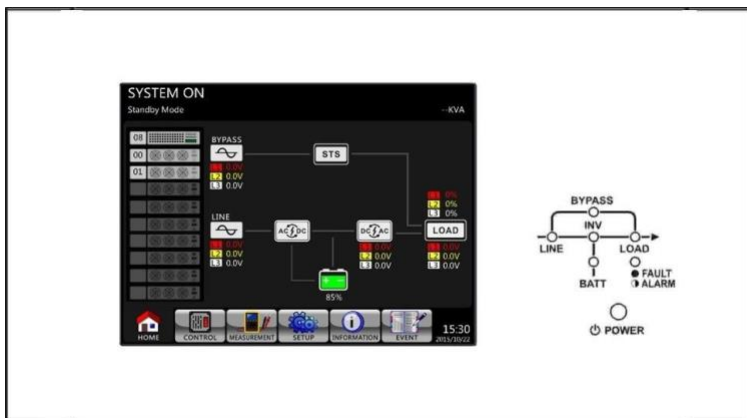 SYSTEM ON
Standby Mode
--KVA
08
00
01
BYPASS
L1 0.0V
L2 0.0V
L3 0.0V
STS
LINE
L1 0.0V
L2 0.0V
L3 0.0V
AC DC
DC AC
L1 0.0V
L2 0.0V
L3 0.0V
L1 0%
L2 0%
L3 0%
LOAD
L1 0.0V
L2 0.0V
L3 0.0V
85%
HOME
CONTROL
MEASUREMENT
SETUP
INFORMATION
EVENT
15:30
2015/10/22
BYPASS
INV
LINE
LOAD
BATT
FAULT
ALARM
POWER